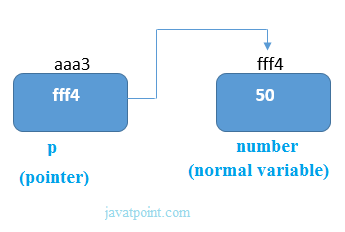 aaa3
fff4
fff4
50
p
number
(pointer)
(normal variable)
javatpoint.com